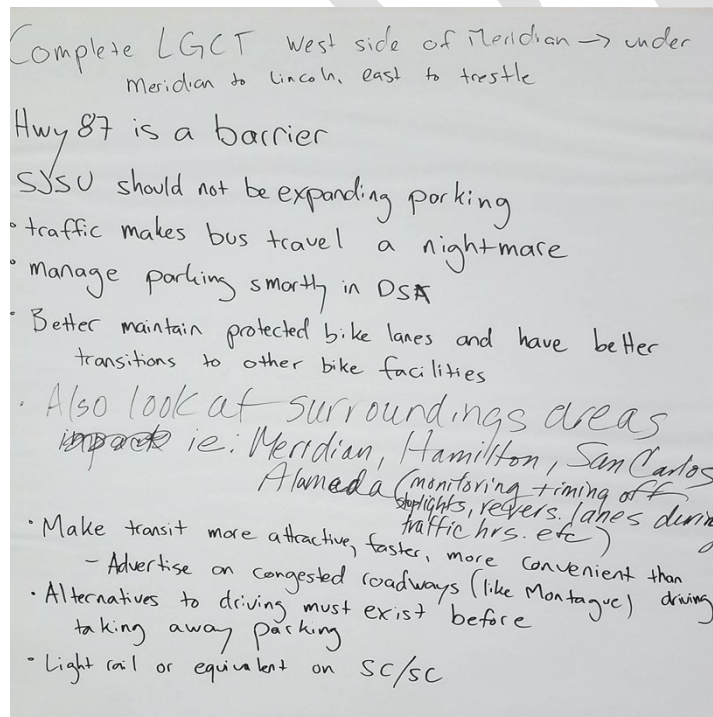 Complete LGCT west side of Meridian → under
Meridian to Lincoln, east to trestle
Hwy 87 is a barrier
SJSU should not be expanding parking
• traffic makes bus travel a nightmare
• manage parking smartly in DSA
• Better maintain protected bike lanes and have better
transitions to other bike facilities
• Also look at surroundings areas
ie: Meridian, Hamilton, San Carlos
Alameda (monitoring timing off
stoplights, revers. lanes during
traffic hrs. etc)
• Make transit more attractive, faster, more convenient than
driving
– Advertise on congested roadways (like Montague)
• Alternatives to driving must exist before
taking away parking
• Light rail or equivalent on SC/SC